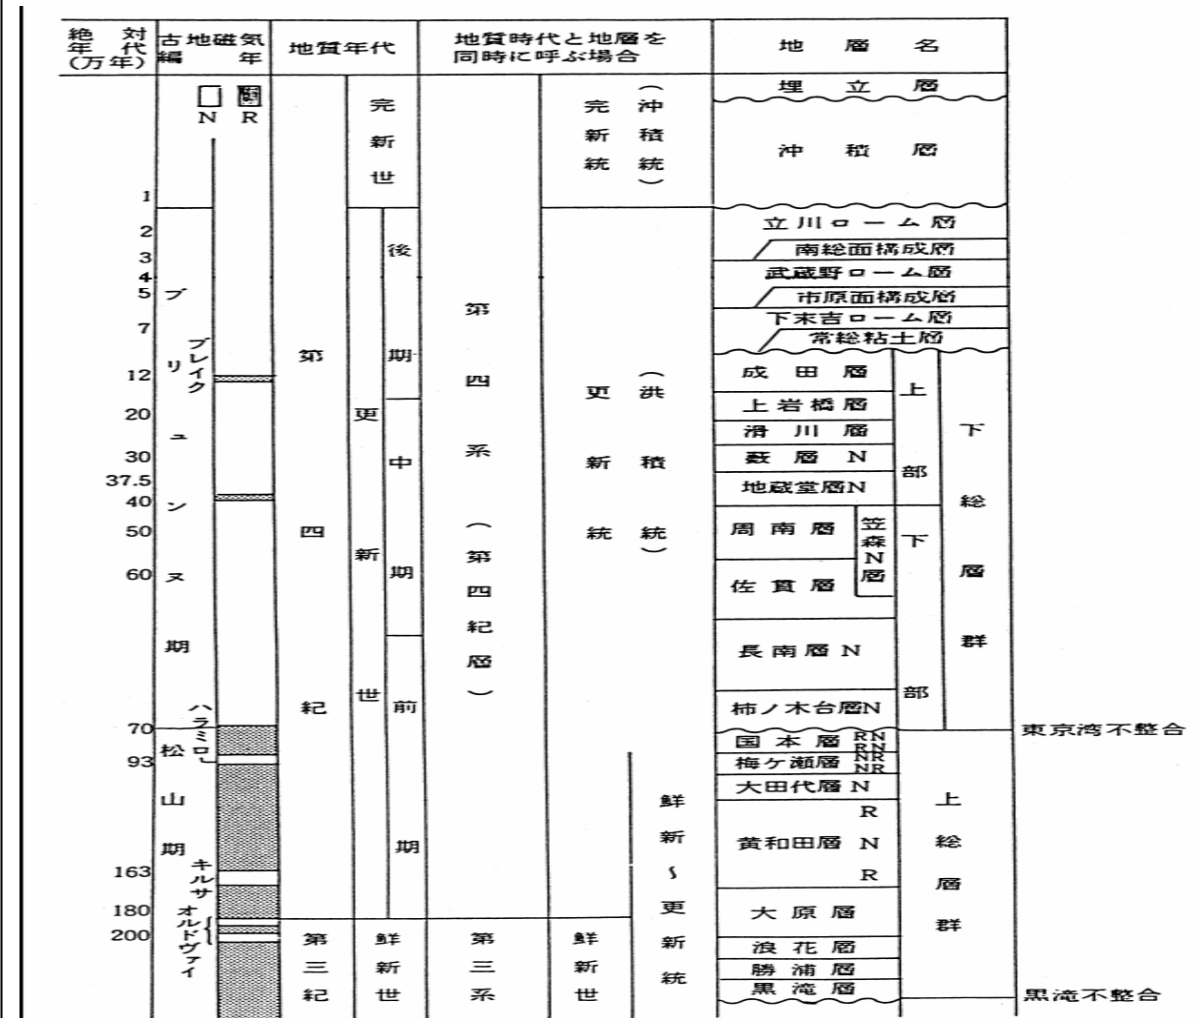 絶対年代(万年)
古地磁気編年
地質年代
地質時代と地層を同時に呼ぶ場合
地層名
N R
1
2
3
4
5
7
12
20
30
37.5
40
50
60
70
93
163
180
200
ブリュンヌ期
ブレイク
ハラミロ
松山期
キルサ
オルドヴァイ
第四紀
第三紀
完新世
更新世
鮮新世
後期
中期
前期
第四系(第四紀層)
第三系
完新統
(沖積統)
更新統
(洪積統)
鮮新世
鮮新〜更新統
埋立層
沖積層
立川ローム層
南総面構成層
武蔵野ローム層
市原面構成層
下末吉ローム層
常総粘土層
成田層
上岩橋層
滑川層
藪層 N
地蔵堂層N
周南層
笠森N層
佐貫層
長南層 N
柿ノ木台層N
国本層 RN RN
梅ケ瀬層 NR NR
大田代層 N
R
黄和田層 N
R
大原層
浪花層
勝浦層
黒滝層
上部
下部
下総層群
上総層群
東京湾不整合
黒滝不整合